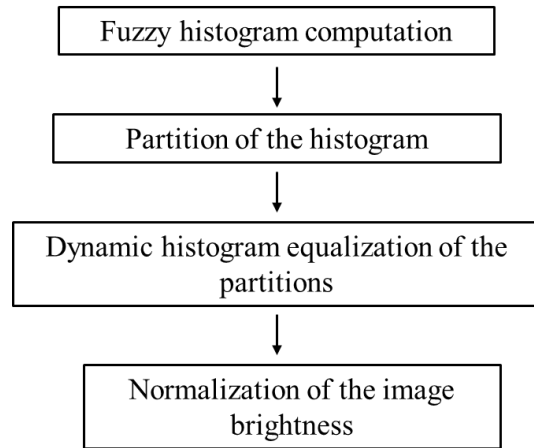 Fuzzy histogram computation
Partition of the histogram
Dynamic histogram equalization of the
partitions
Normalization of the image
brightness